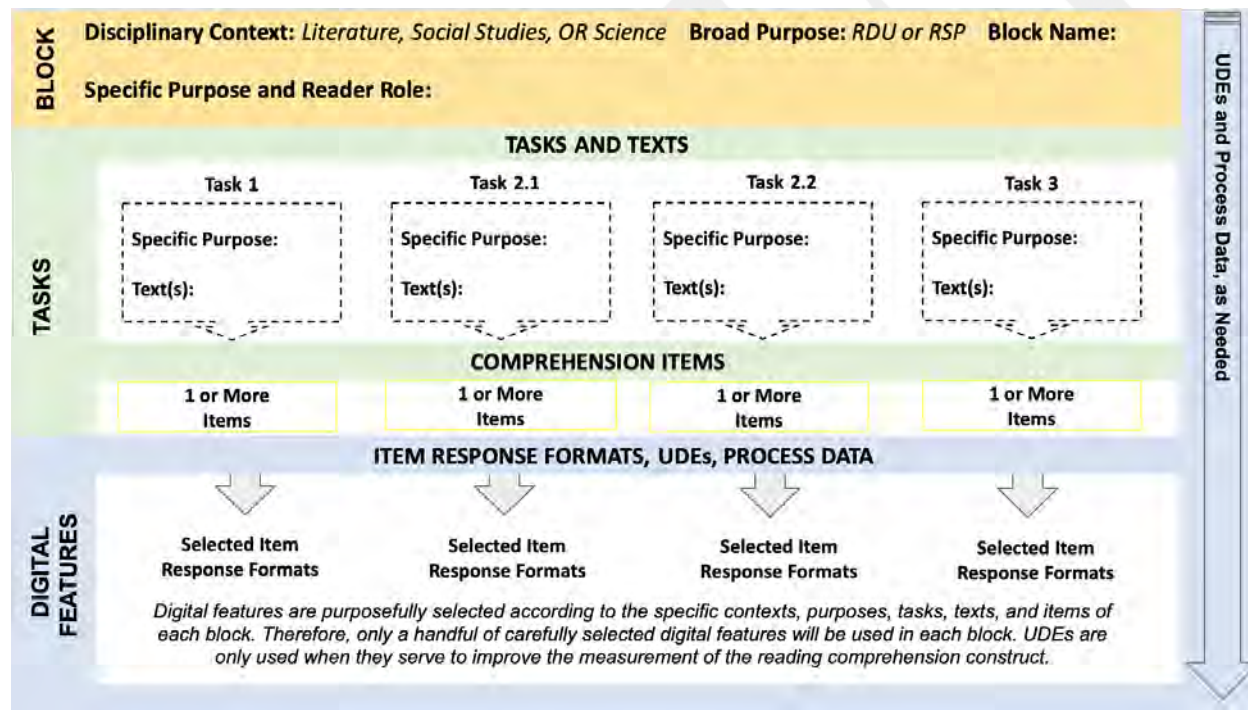 BLOCK
Disciplinary Context: Literature, Social Studies, OR Science Broad Purpose: RDU or RSP Block Name:
Specific Purpose and Reader Role:
UDEs and Process Data, as Needed
TASKS
TASKS AND TEXTS
Task 1 Task 2.1 Task 2.2 Task 3
Specific Purpose: Specific Purpose: Specific Purpose: Specific Purpose:
Text(s): Text(s): Text(s): Text(s):
COMPREHENSION ITEMS
1 or More 1 or More 1 or More 1 or More
Items Items Items Items
DIGITAL
FEATURES
ITEM RESPONSE FORMATS, UDEs, PROCESS DATA
Selected Item Selected Item Selected Item Selected Item
Response Formats Response Formats Response Formats Response Formats
Digital features are purposefully selected according to the specific contexts, purposes, tasks, texts, and items of
each block. Therefore, only a handful of carefully selected digital features will be used in each block. UDEs are
only used when they serve to improve the measurement of the reading comprehension construct.